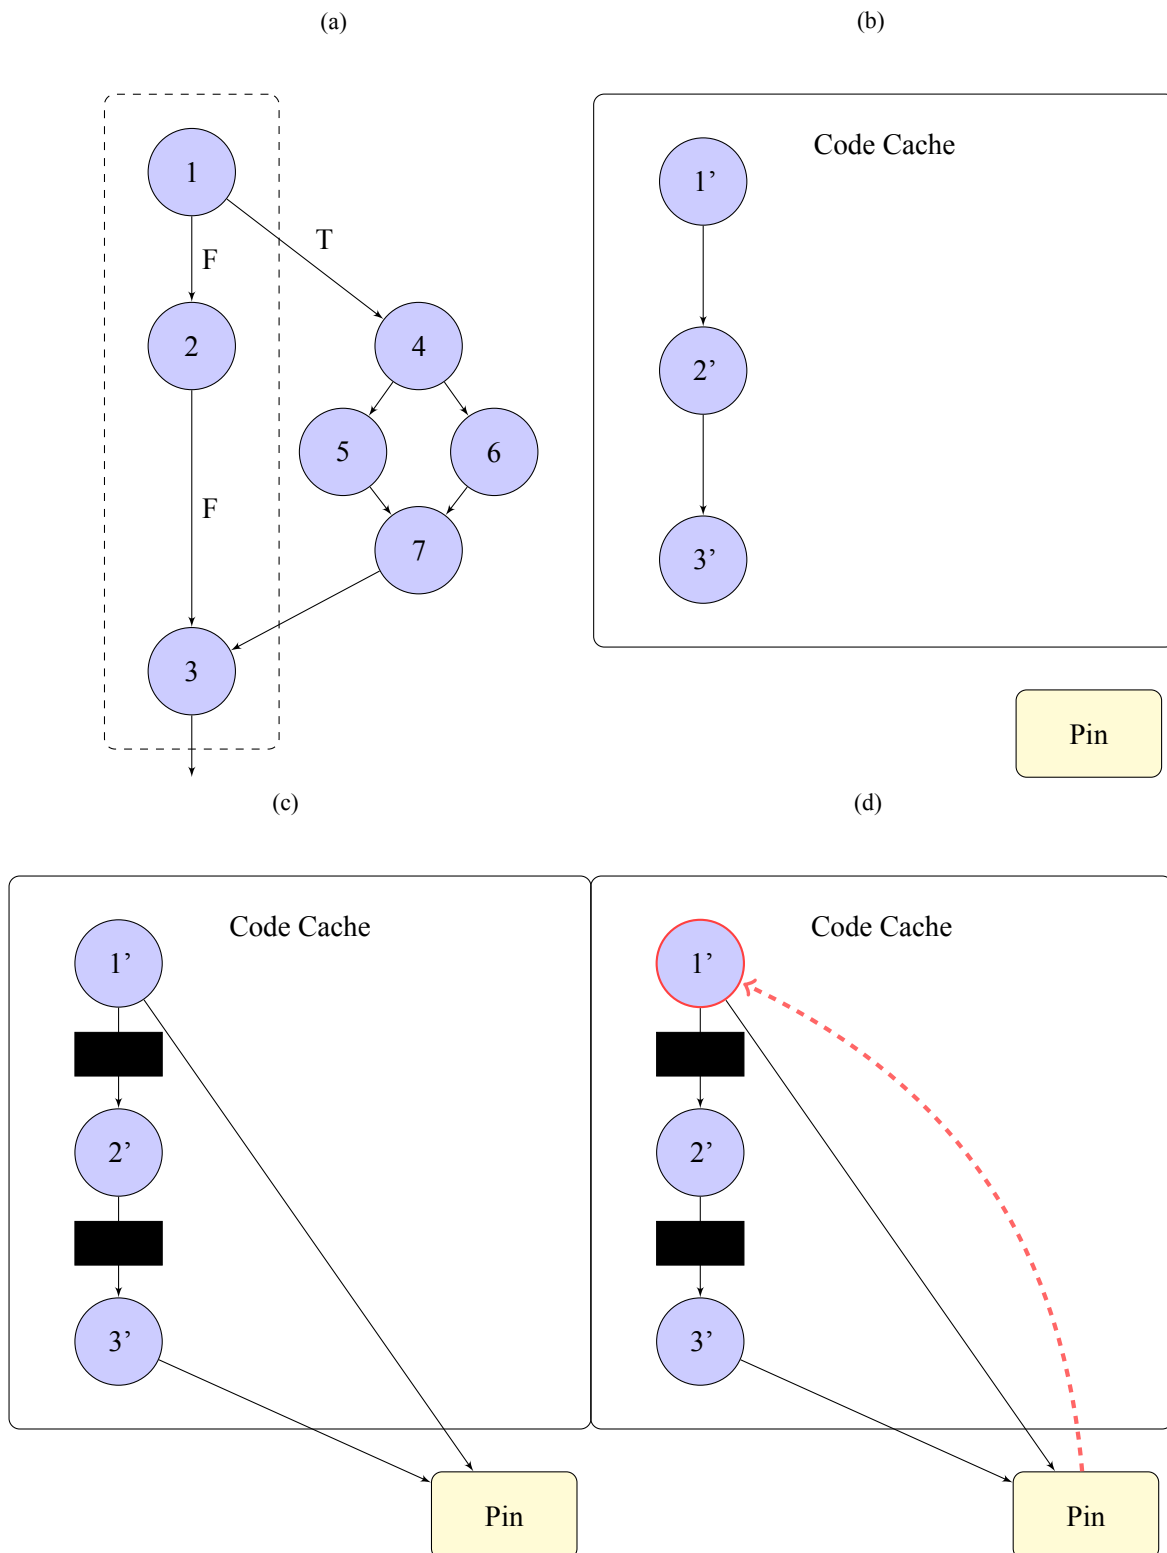 (a)
(b)
1
F
T
2
4
5
6
F
7
3
Code Cache
1’
2’
3’
Pin
(c)
(d)
Code Cache
1’
2’
3’
Pin
Code Cache
1’
2’
3’
Pin